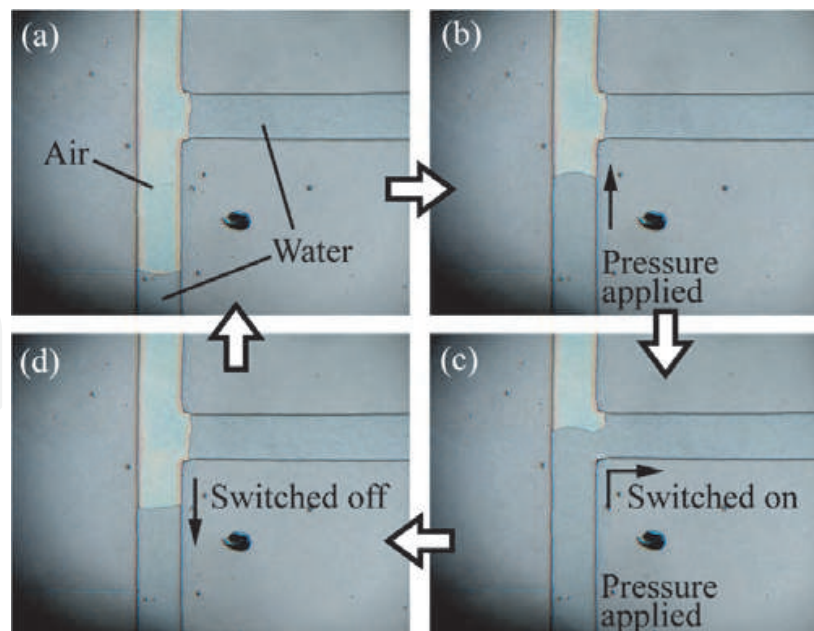 (a)
Air
Water
(b)
Pressure
applied
(d)
Switched off
(c)
Switched on
Pressure
applied